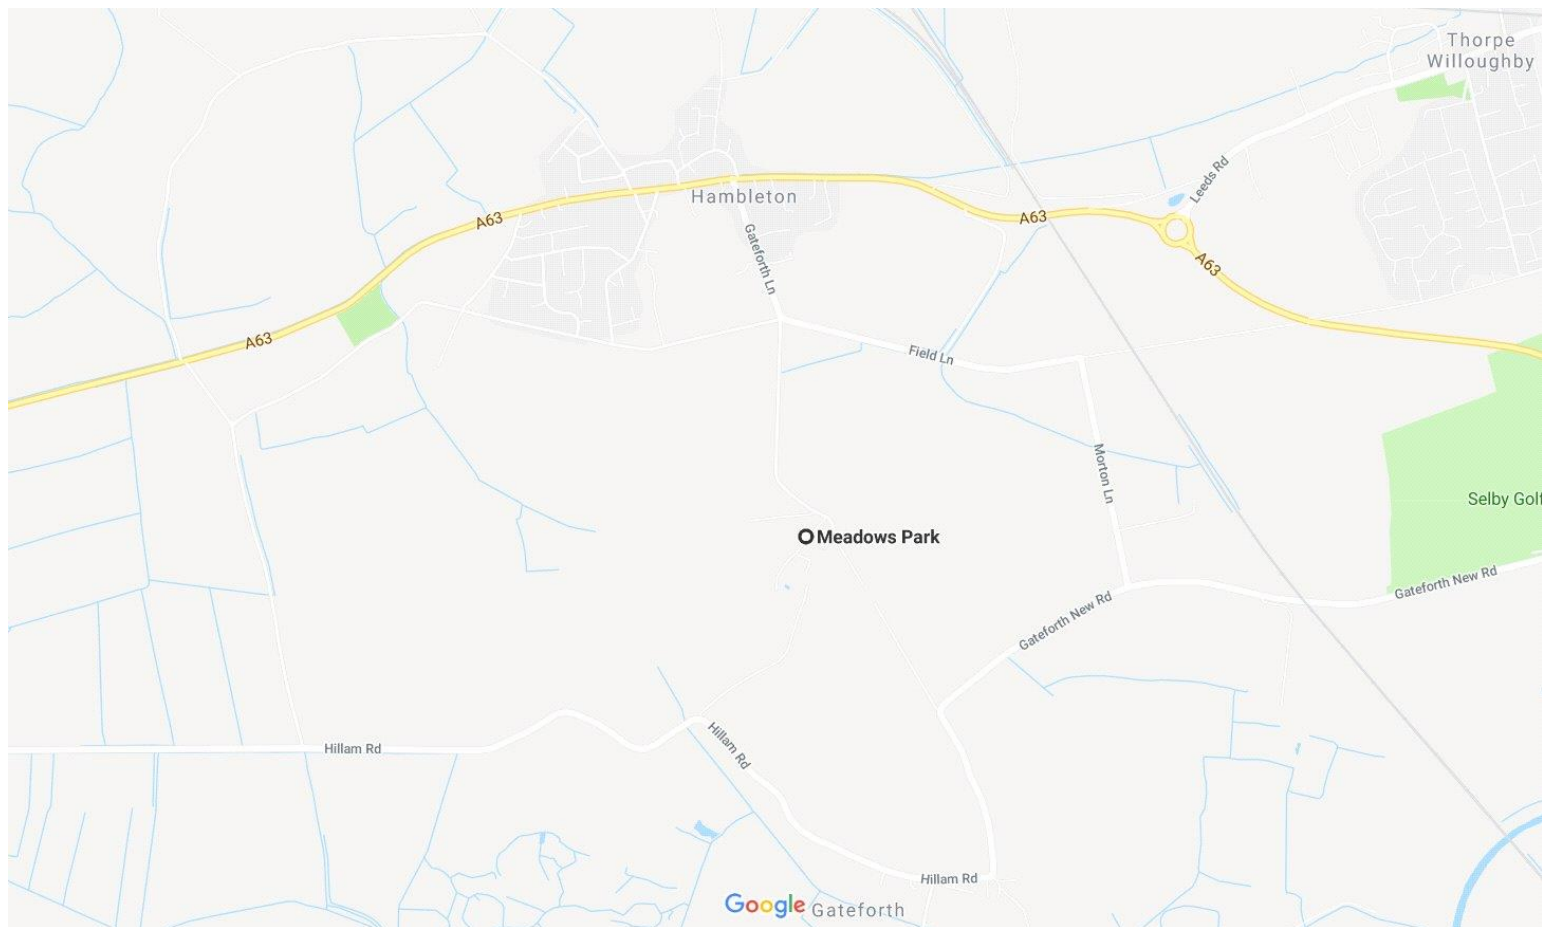 Thorpe
Willoughby
Leeds Rd
Hambleton
A63
A63
A63
A63
Gateforth Ln
Field Ln
Morton Ln
Selby Golf
Meadows Park
Gateforth New Rd
Gateforth New Rd
Hillam Rd
Hillam Rd
Hillam Rd
Google
Gateforth